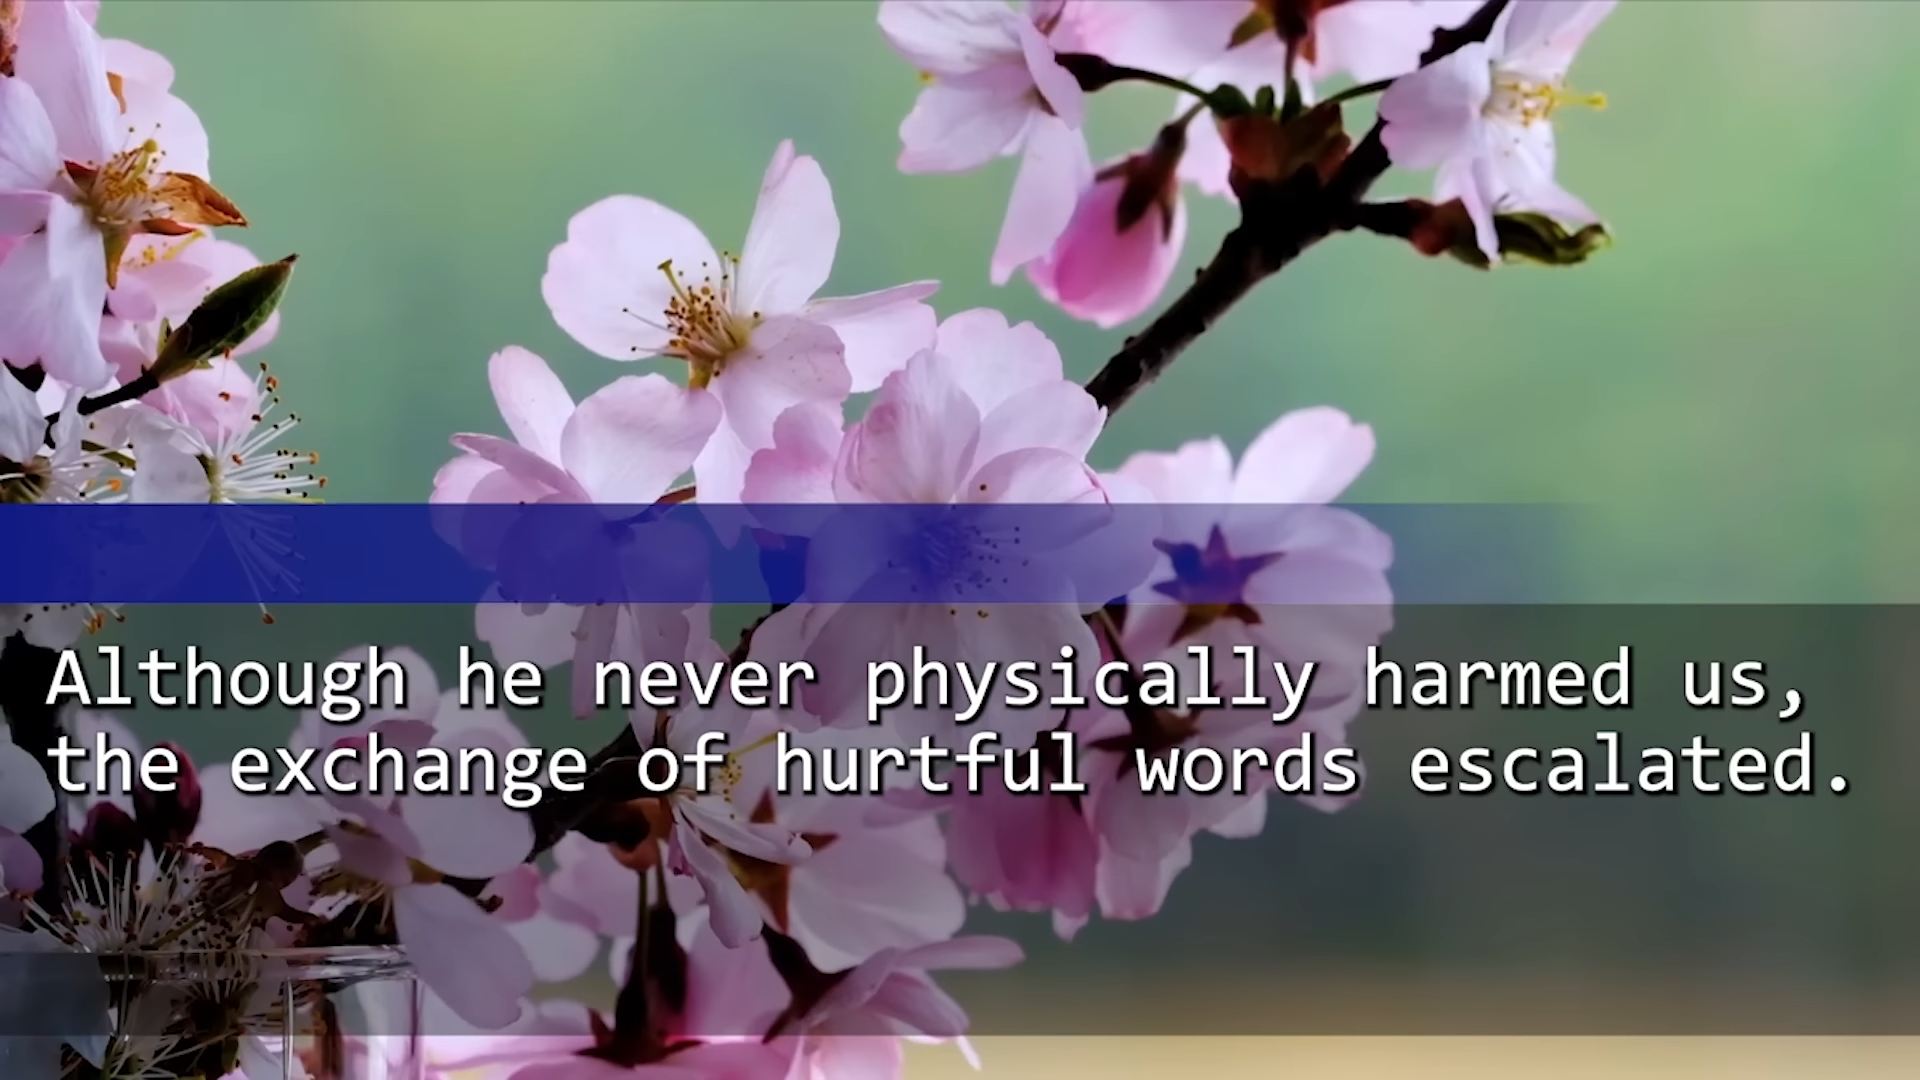 Although he never physically harmed us,
the exchange of hurtful words escalated.